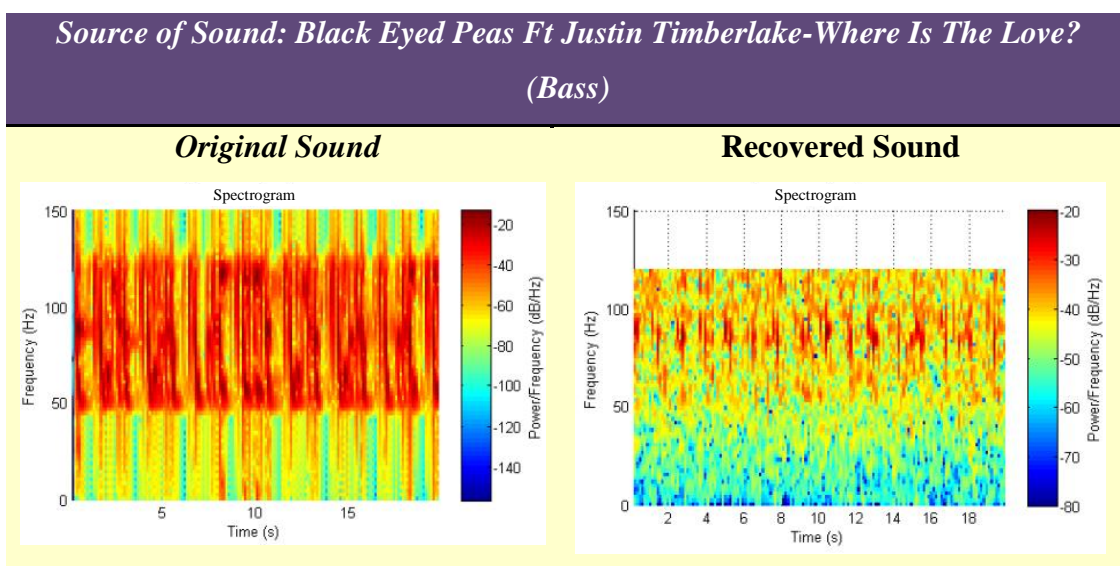 Source of Sound: Black Eyed Peas Ft Justin Timberlake-Where Is The Love?
(Bass)
Original Sound
Recovered Sound
Spectrogram
150
100
50
0
Frequency (Hz)
5
10
15
Time (s)
-20
-40
-60
-80
-100
-120
-140
Power/Frequency (dB/Hz)
Spectrogram
150
100
50
0
Frequency (Hz)
2
4
6
8
10
12
14
16
18
Time (s)
-20
-30
-40
-50
-60
-70
-80
Power/Frequency (dB/Hz)